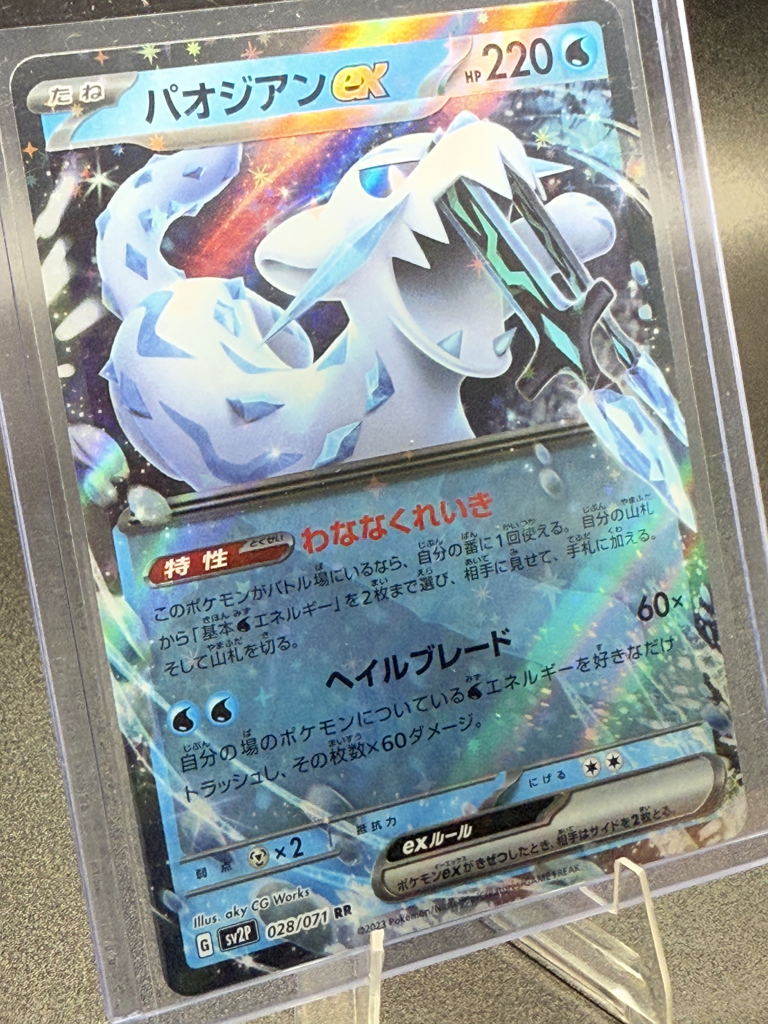 たね
パオジアンex
HP 220
特性
とくせい
わななくれいき
このポケモンがバトル場にいるなら、自分の番に1回使える。自分の山札
から「基本エネルギー」を2枚まで選び、相手に見せて、手札に加える。
そして山札を切る。
ヘイルブレード 60×
自分の場のポケモンについているエネルギーを好きなだけ
トラッシュし、その枚数×60ダメージ。
弱点 ×2
抵抗力
にげる
exルール
ポケモンexがきぜつしたとき、相手はサイドを2枚とる。
Illus. aky CG Works
G sv2P 028/071 RR
©2023 Pokémon/ GAME FREAK